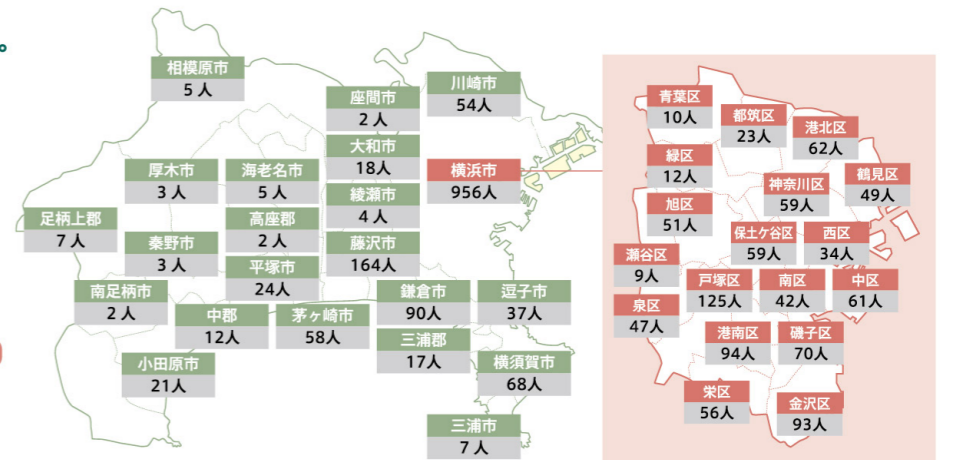 相模原市
5人
座間市
2人
川崎市
54人
大和市
18人
横浜市
956人
厚木市
3人
海老名市
5人
綾瀬市
4人
足柄上郡
7人
高座郡
2人
秦野市
3人
藤沢市
164人
平塚市
24人
南足柄市
2人
鎌倉市
90人
逗子市
37人
中郡
12人
茅ヶ崎市
58人
三浦郡
17人
小田原市
21人
横須賀市
68人
三浦市
7人
青葉区
10人
都筑区
23人
港北区
62人
緑区
12人
神奈川区
59人
鶴見区
49人
旭区
51人
保土ケ谷区
59人
西区
34人
瀬谷区
9人
戸塚区
125人
南区
42人
中区
61人
泉区
47人
港南区
94人
磯子区
70人
栄区
56人
金沢区
93人